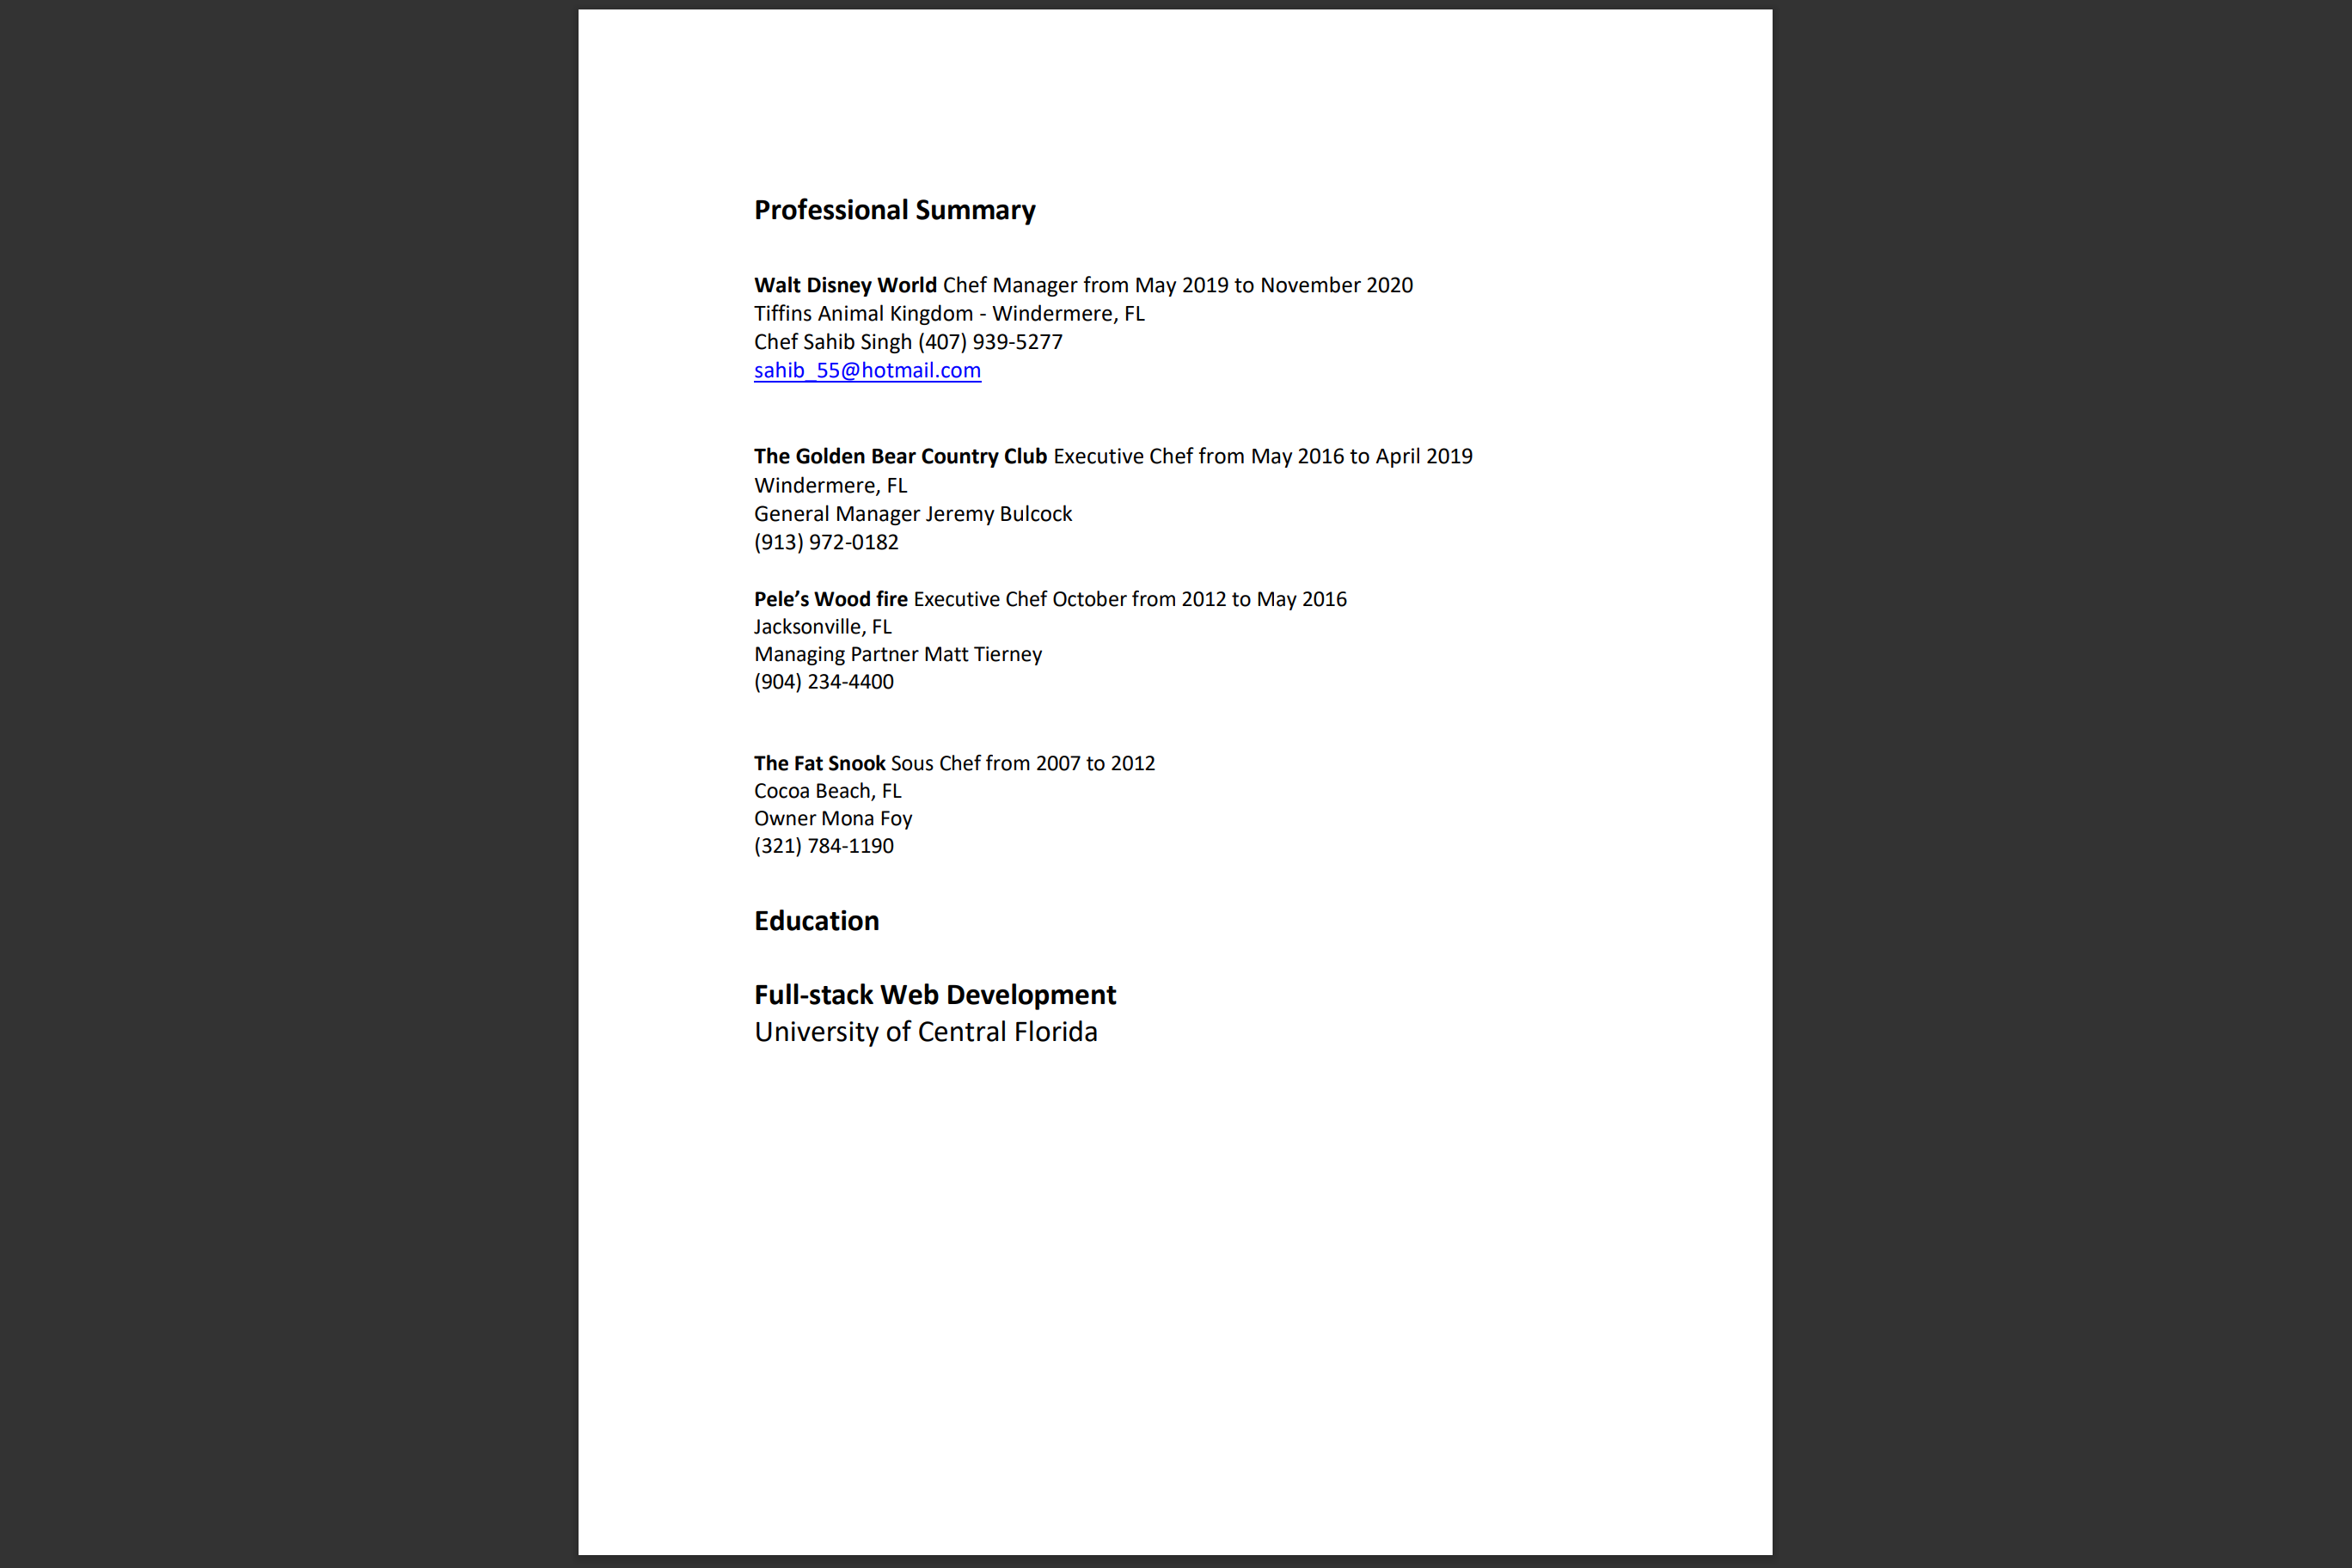 Professional Summary
Walt Disney World Chef Manager from May 2019 to November 2020
Tiffins Animal Kingdom - Windermere, FL
Chef Sahib Singh (407) 939-5277
sahib_55@hotmail.com
The Golden Bear Country Club Executive Chef from May 2016 to April 2019
Windermere, FL
General Manager Jeremy Bulcock
(913) 972-0182
Pele’s Wood fire Executive Chef October from 2012 to May 2016
Jacksonville, FL
Managing Partner Matt Tierney
(904) 234-4400
The Fat Snook Sous Chef from 2007 to 2012
Cocoa Beach, FL
Owner Mona Foy
(321) 784-1190
Education
Full-stack Web Development
University of Central Florida